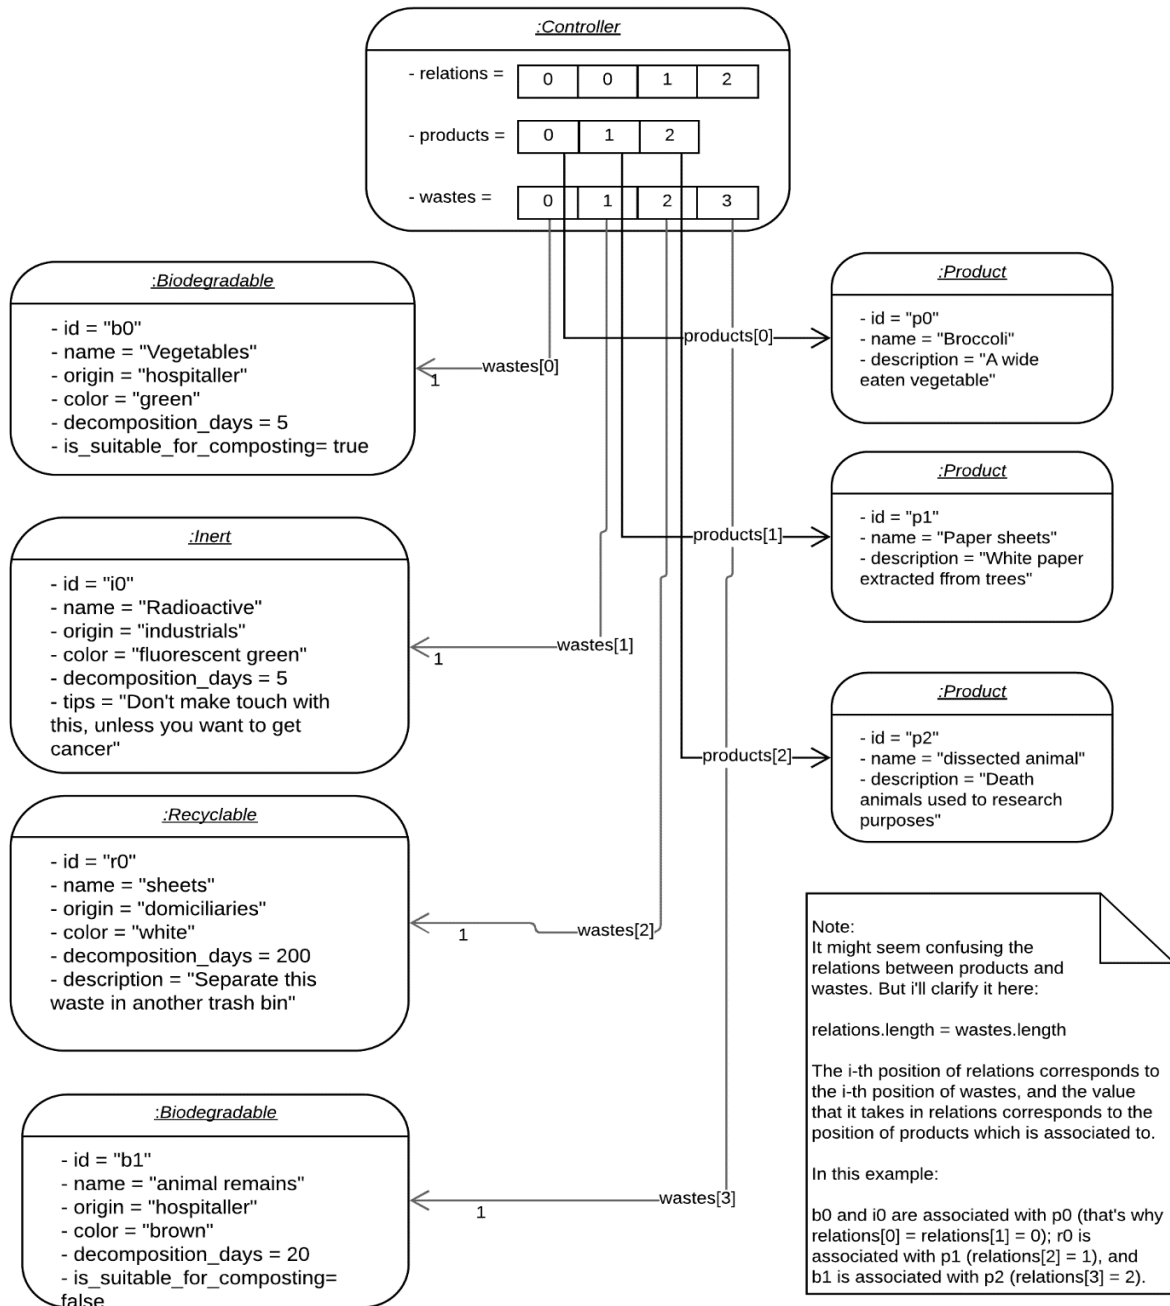 :Controller
- relations = 0 0 1 2
- products = 0 1 2
- wastes = 0 1 2 3
:Biodegradable
- id = "b0"
- name = "Vegetables"
- origin = "hospitaller"
- color = "green"
- decomposition_days = 5
- is_suitable_for_composting= true
wastes[0]
1
products[0]
:Product
- id = "p0"
- name = "Broccoli"
- description = "A wide
eaten vegetable"
:Inert
- id = "i0"
- name = "Radioactive"
- origin = "industrials"
- color = "fluorescent green"
- decomposition_days = 5
- tips = "Don't make touch with
this, unless you want to get
cancer"
wastes[1]
1
products[1]
:Product
- id = "p1"
- name = "Paper sheets"
- description = "White paper
extracted ffrom trees"
:Recyclable
- id = "r0"
- name = "sheets"
- origin = "domiciliaries"
- color = "white"
- decomposition_days = 200
- description = "Separate this
waste in another trash bin"
wastes[2]
1
products[2]
:Product
- id = "p2"
- name = "dissected animal"
- description = "Death
animals used to research
purposes"
:Biodegradable
- id = "b1"
- name = "animal remains"
- origin = "hospitaller"
- color = "brown"
- decomposition_days = 20
- is_suitable_for_composting=
false
wastes[3]
1
Note:
It might seem confusing the
relations between products and
wastes. But i'll clarify it here:
relations.length = wastes.length
The i-th position of relations corresponds to
the i-th position of wastes, and the value
that it takes in relations corresponds to the
position of products which is associated to.
In this example:
b0 and i0 are associated with p0 (that's why
relations[0] = relations[1] = 0); r0 is
associated with p1 (relations[2] = 1), and
b1 is associated with p2 (relations[3] = 2).